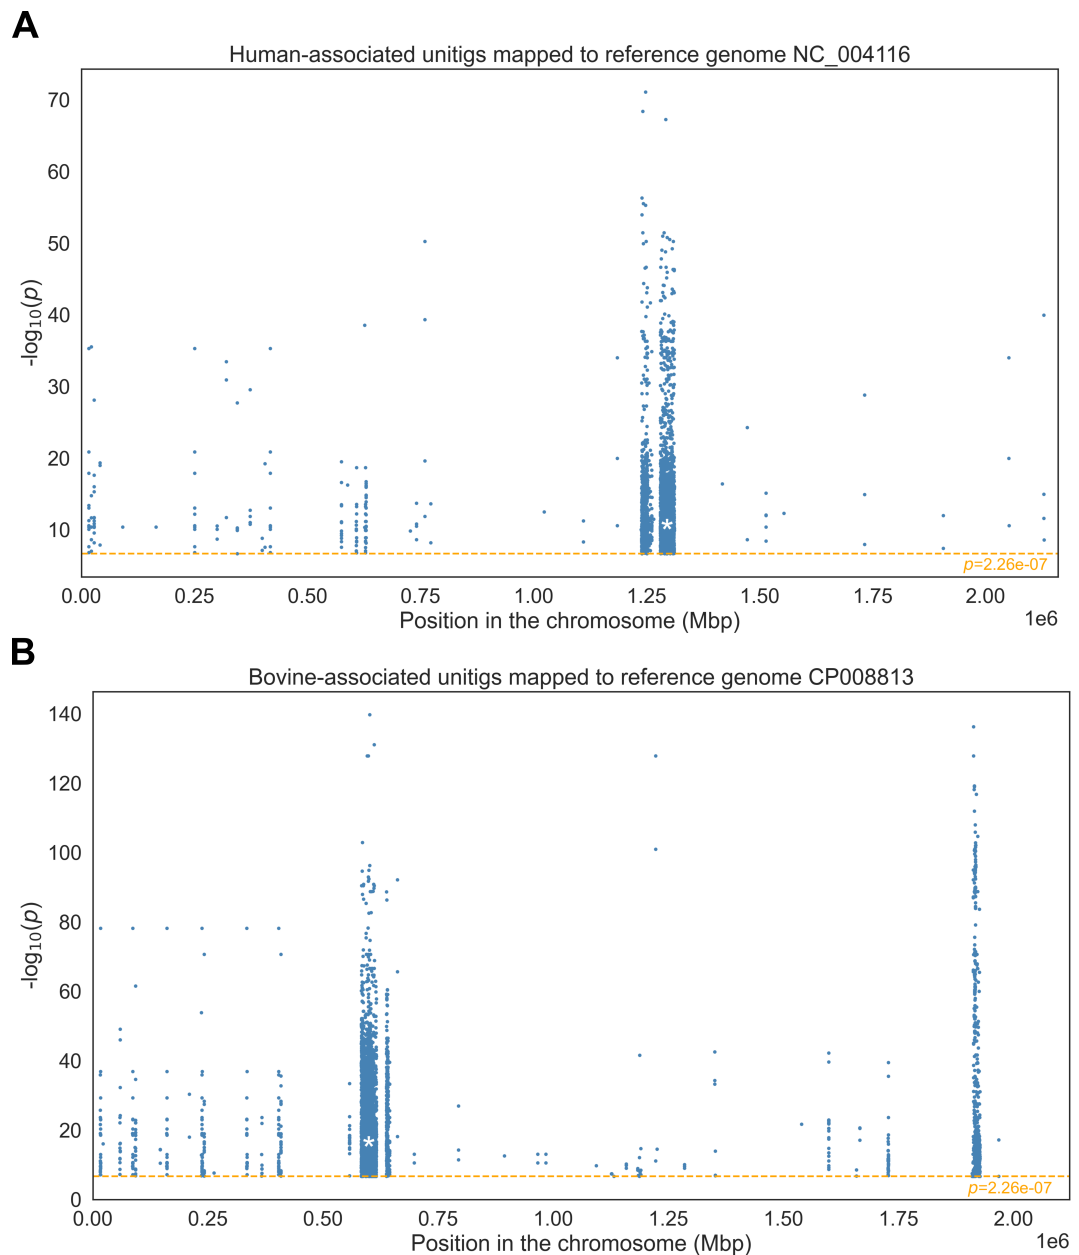 A
Human-associated unitigs mapped to reference genome NC_004116
70
60
50
40
30
20
10
-log10(p)
*
p=2.26e-07
0.00 0.25 0.50 0.75 1.00 1.25 1.50 1.75 2.00
Position in the chromosome (Mbp)
1e6
B
Bovine-associated unitigs mapped to reference genome CP008813
140
120
100
80
60
40
20
0
-log10(p)
*
p=2.26e-07
0.00 0.25 0.50 0.75 1.00 1.25 1.50 1.75 2.00
Position in the chromosome (Mbp)
1e6